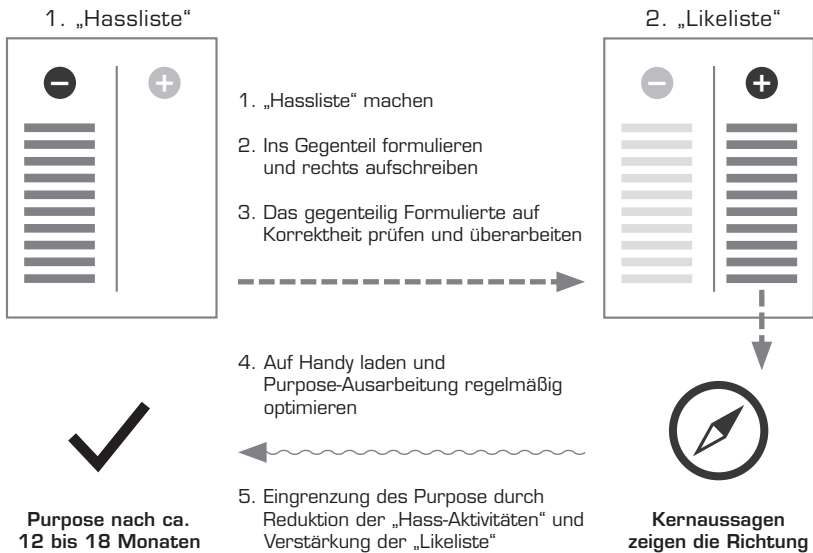 1. „Hassliste“
2. „Likeliste“
1. „Hassliste“ machen
2. Ins Gegenteil formulieren
und rechts aufschreiben
3. Das gegenteilig Formulierte auf
Korrektheit prüfen und überarbeiten
4. Auf Handy laden und
Purpose-Ausarbeitung regelmäßig
optimieren
5. Eingrenzung des Purpose durch
Reduktion der „Hass-Aktivitäten“ und
Verstärkung der „Likeliste“
Purpose nach ca.
12 bis 18 Monaten
Kernaussagen
zeigen die Richtung